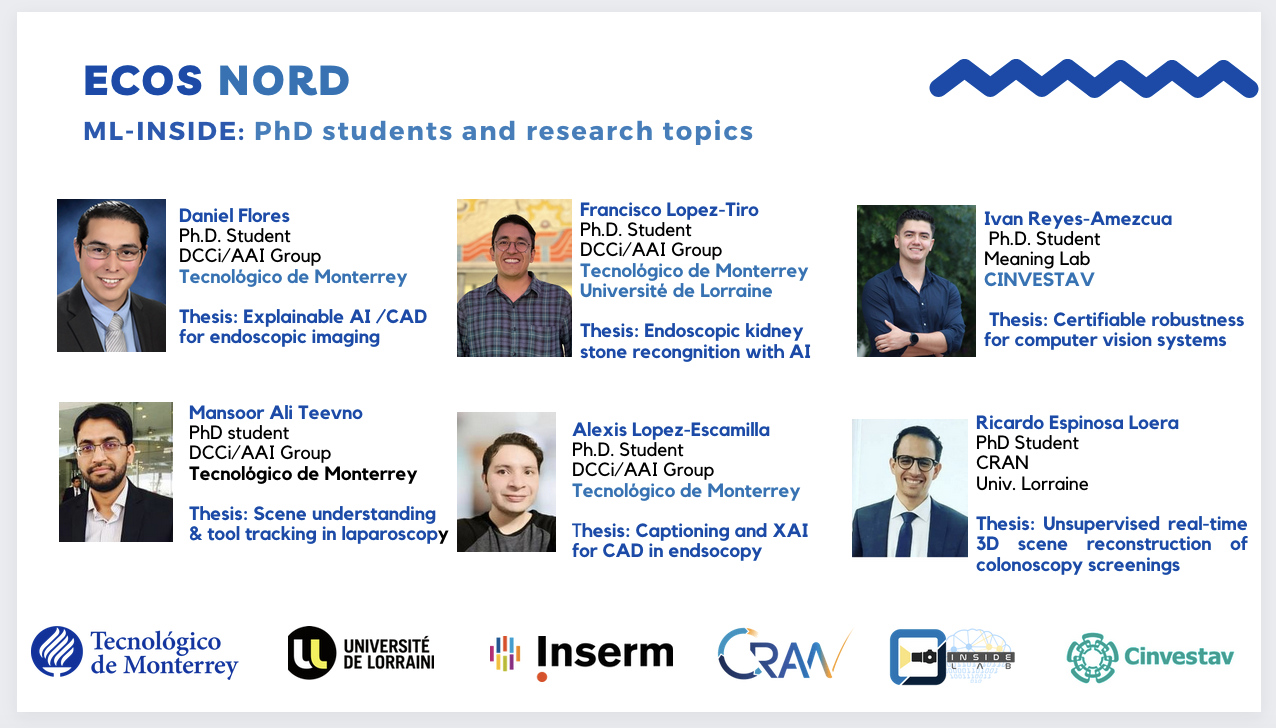 ECOS NORD
ML-INSIDE: PhD students and research topics
Daniel Flores
Ph.D. Student
DCCi/AAI Group
Tecnológico de Monterrey
Thesis: Explainable AI /CAD
for endoscopic imaging
Francisco Lopez-Tiro
Ph.D. Student
DCCi/AAI Group
Tecnológico de Monterrey
Université de Lorraine
Thesis: Endoscopic kidney
stone recongnition with AI
Ivan Reyes-Amezcua
Ph.D. Student
Meaning Lab
CINVESTAV
Thesis: Certifiable robustness
for computer vision systems
Mansoor Ali Teevno
PhD student
DCCi/AAI Group
Tecnológico de Monterrey
Thesis: Scene understanding
& tool tracking in laparoscopy
Alexis Lopez-Escamilla
Ph.D. Student
DCCi/AAI Group
Tecnológico de Monterrey
Thesis: Captioning and XAI
for CAD in endsocopy
Ricardo Espinosa Loera
PhD Student
CRAN
Univ. Lorraine
Thesis: Unsupervised real-time
3D scene reconstruction of
colonoscopy screenings
Tecnológico
de Monterrey
UNIVERSITÉ
DE LORRAINI
Inserm
CRAN
INSIDE
LAB
Cinvestav